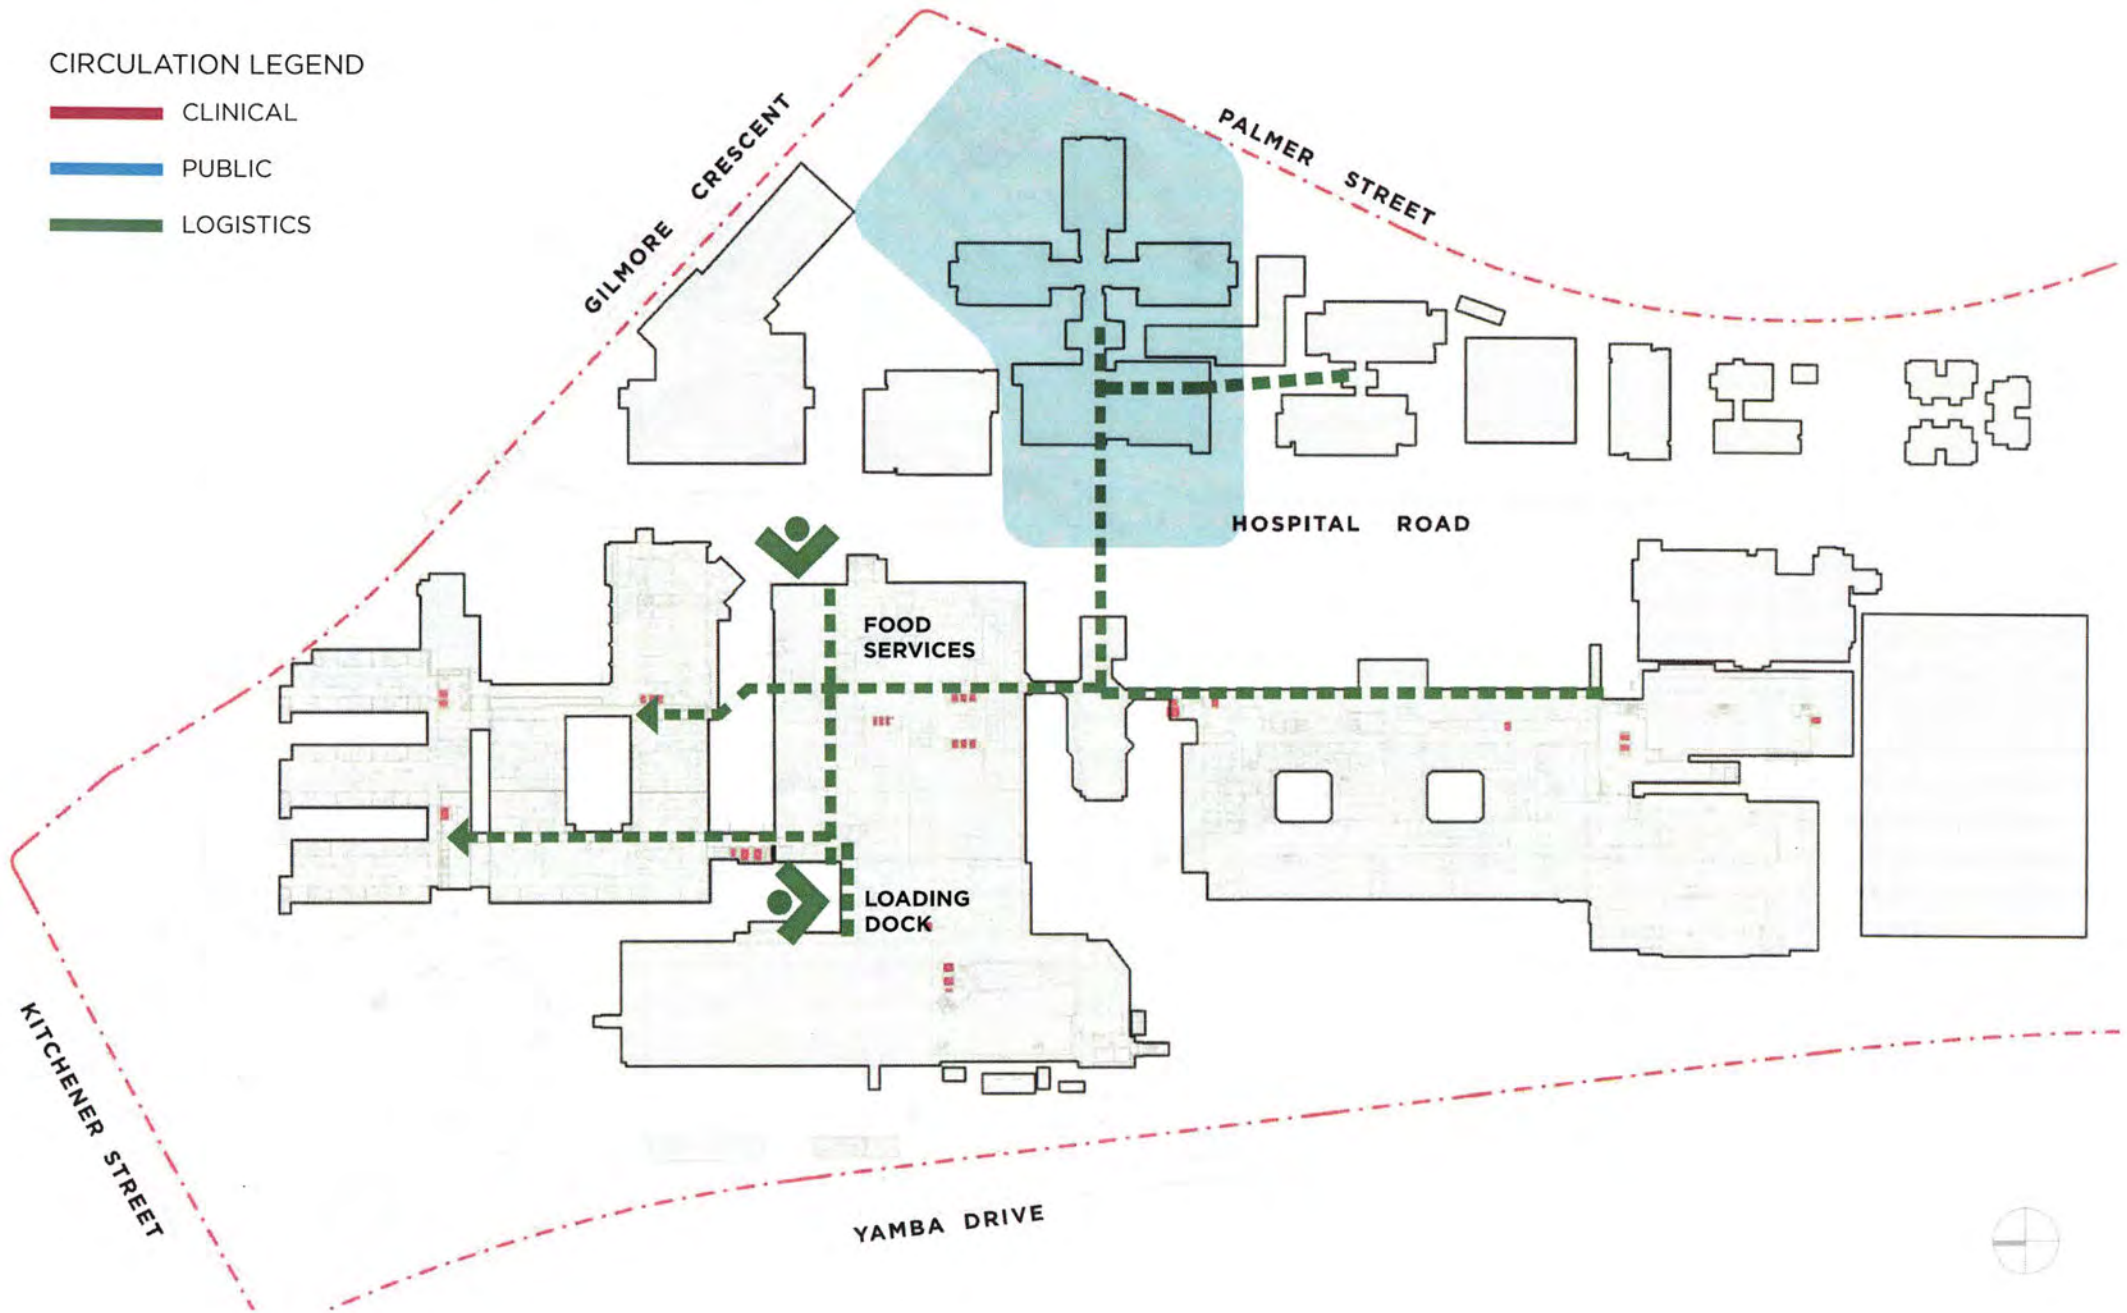 CIRCULATION LEGEND
CLINICAL
PUBLIC
LOGISTICS
GILMORE CRESCENT
PALMER STREET
HOSPITAL ROAD
FOOD
SERVICES
LOADING
DOCK
KITCHENER STREET
YAMBA DRIVE